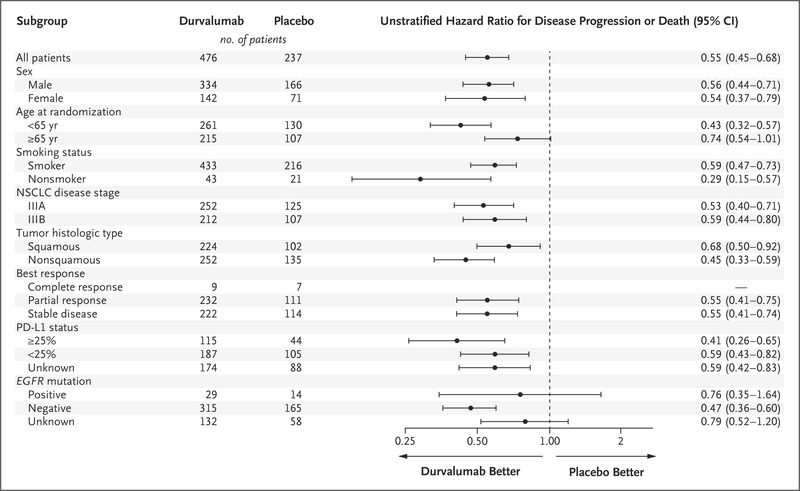 Subgroup Durvalumab Placebo Unstratified Hazard Ratio for Disease Progression or Death (95% CI)
no. of patients
All patients 476 237 0.55 (0.45–0.68)
Sex
Male 334 166 0.56 (0.44–0.71)
Female 142 71 0.54 (0.37–0.79)
Age at randomization
<65 yr 261 130 0.43 (0.32–0.57)
≥65 yr 215 107 0.74 (0.54–1.01)
Smoking status
Smoker 433 216 0.59 (0.47–0.73)
Nonsmoker 43 21 0.29 (0.15–0.57)
NSCLC disease stage
IIIA 252 125 0.53 (0.40–0.71)
IIIB 212 107 0.59 (0.44–0.80)
Tumor histologic type
Squamous 224 102 0.68 (0.50–0.92)
Nonsquamous 252 135 0.45 (0.33–0.59)
Best response
Complete response 9 7 —
Partial response 232 111 0.55 (0.41–0.75)
Stable disease 222 114 0.55 (0.41–0.74)
PD-L1 status
≥25% 115 44 0.41 (0.26–0.65)
<25% 187 105 0.59 (0.43–0.82)
Unknown 174 88 0.59 (0.42–0.83)
EGFR mutation
Positive 29 14 0.76 (0.35–1.64)
Negative 315 165 0.47 (0.36–0.60)
Unknown 132 58 0.79 (0.52–1.20)
0.25 0.50 1.00 2
Durvalumab Better Placebo Better